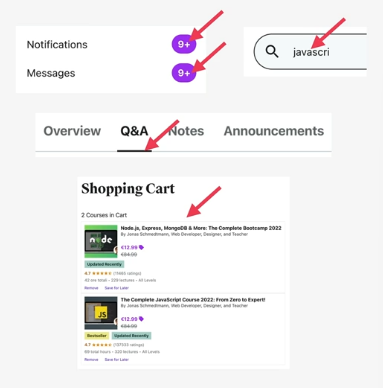 Notifications 9+
Messages 9+
javascri
Overview Q&A Notes Announcements
Shopping Cart
2 Courses in Cart
node
Node.js, Express, MongoDB & More: The Complete Bootcamp 2022
By Jonas Schmedtmann, Web Developer, Designer, and Teacher
€12.99
€84.99
Updated Recently
4.7 (11665 ratings)
42 total hours • 229 lectures • All Levels
Remove Save for Later
JS
The Complete JavaScript Course 2022: From Zero to Expert!
By Jonas Schmedtmann, Web Developer, Designer, and Teacher
€12.99
€84.99
Bestseller Updated Recently
4.7
69 total hours • 320 lectures • All Levels
Remove Save for Later